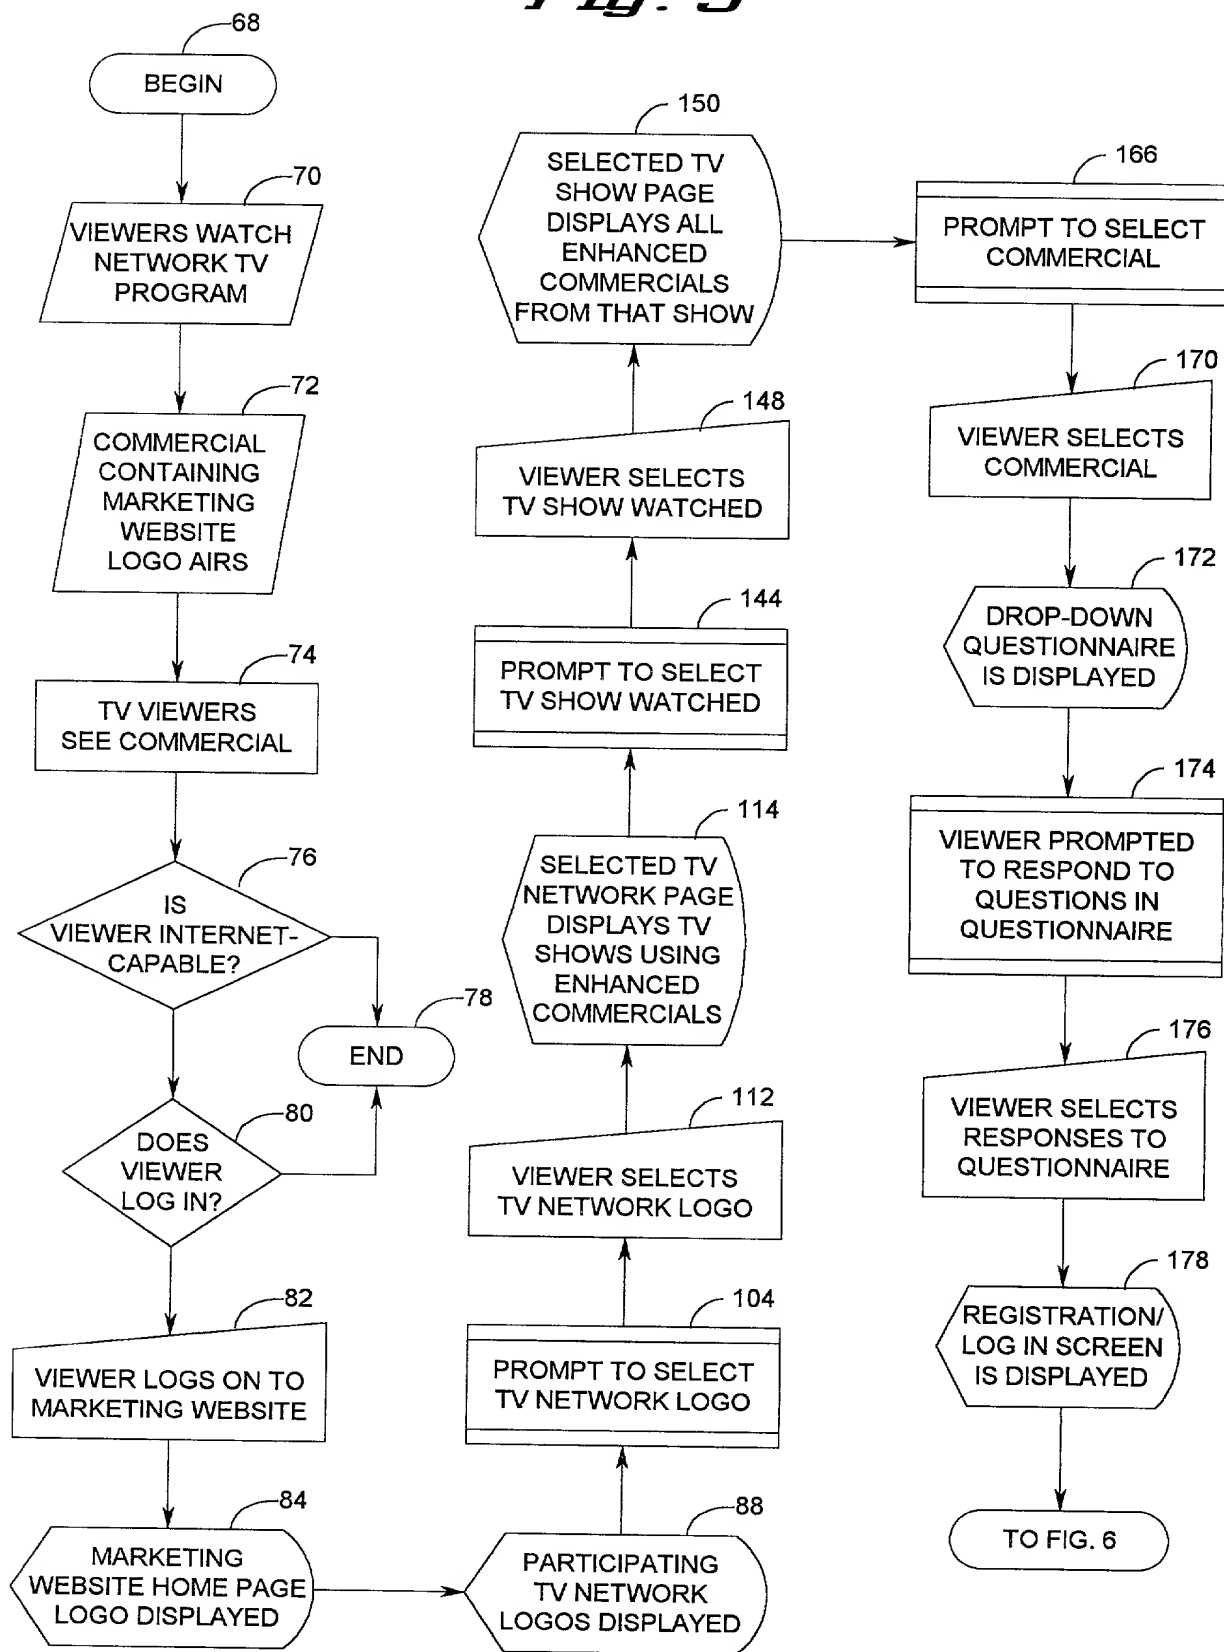 Fig. 5
68
BEGIN
70
VIEWERS WATCH
NETWORK TV
PROGRAM
72
COMMERCIAL
CONTAINING
MARKETING
WEBSITE
LOGO AIRS
74
TV VIEWERS
SEE COMMERCIAL
76
IS
VIEWER INTERNET-
CAPABLE?
78
END
80
DOES
VIEWER
LOG IN?
82
VIEWER LOGS ON TO
MARKETING WEBSITE
84
MARKETING
WEBSITE HOME PAGE
LOGO DISPLAYED
88
PARTICIPATING
TV NETWORK
LOGOS DISPLAYED
104
PROMPT TO SELECT
TV NETWORK LOGO
112
VIEWER SELECTS
TV NETWORK LOGO
114
SELECTED TV
NETWORK PAGE
DISPLAYS TV
SHOWS USING
ENHANCED
COMMERCIALS
144
PROMPT TO SELECT
TV SHOW WATCHED
148
VIEWER SELECTS
TV SHOW WATCHED
150
SELECTED TV
SHOW PAGE
DISPLAYS ALL
ENHANCED
COMMERCIALS
FROM THAT SHOW
166
PROMPT TO SELECT
COMMERCIAL
170
VIEWER SELECTS
COMMERCIAL
172
DROP-DOWN
QUESTIONNAIRE
IS DISPLAYED
174
VIEWER PROMPTED
TO RESPOND TO
QUESTIONS IN
QUESTIONNAIRE
176
VIEWER SELECTS
RESPONSES TO
QUESTIONNAIRE
178
REGISTRATION/
LOG IN SCREEN
IS DISPLAYED
TO FIG. 6